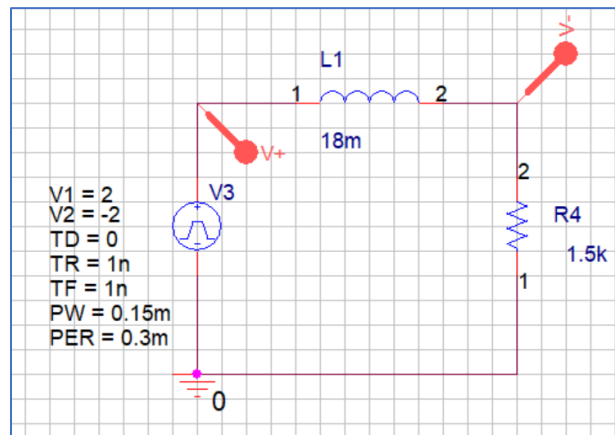 V-
L1
1
2
18m
V+
V3
V1 = 2
V2 = -2
TD = 0
TR = 1n
TF = 1n
PW = 0.15m
PER = 0.3m
2
R4
1.5k
1
0